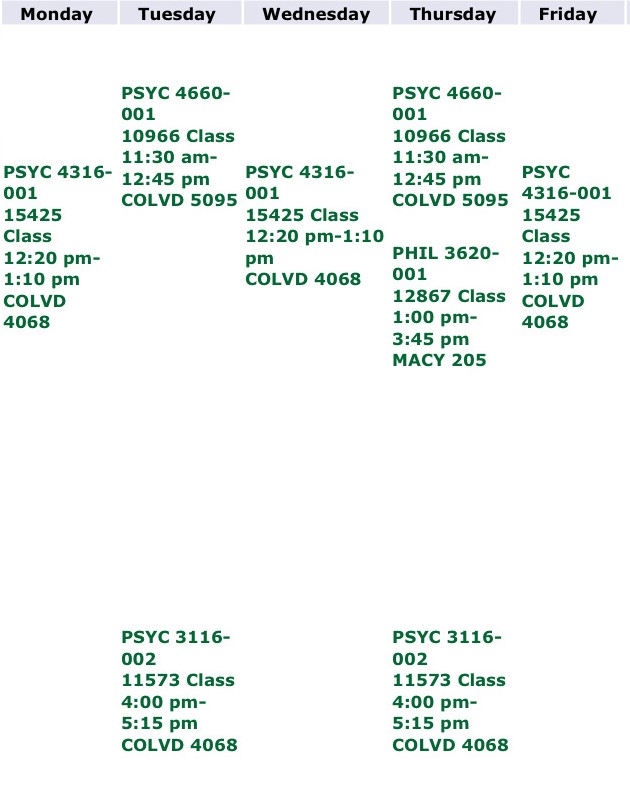 Monday Tuesday Wednesday Thursday Friday
PSYC 4316-
001
15425
Class
12:20 pm-
1:10 pm
COLVD
4068
PSYC 4660-
001
10966 Class
11:30 am-
12:45 pm
COLVD 5095
PSYC 3116-
002
11573 Class
4:00 pm-
5:15 pm
COLVD 4068
PSYC 4316-
001
15425 Class
12:20 pm-1:10
pm
COLVD 4068
PSYC 4660-
001
10966 Class
11:30 am-
12:45 pm
COLVD 5095
PHIL 3620-
001
12867 Class
1:00 pm-
3:45 pm
MACY 205
PSYC 3116-
002
11573 Class
4:00 pm-
5:15 pm
COLVD 4068
PSYC
4316-001
15425
Class
12:20 pm-
1:10 pm
COLVD
4068